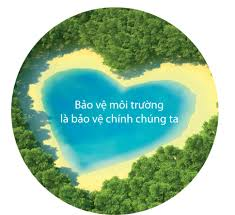 Bảo vệ môi trường
là bảo vệ chính chúng ta